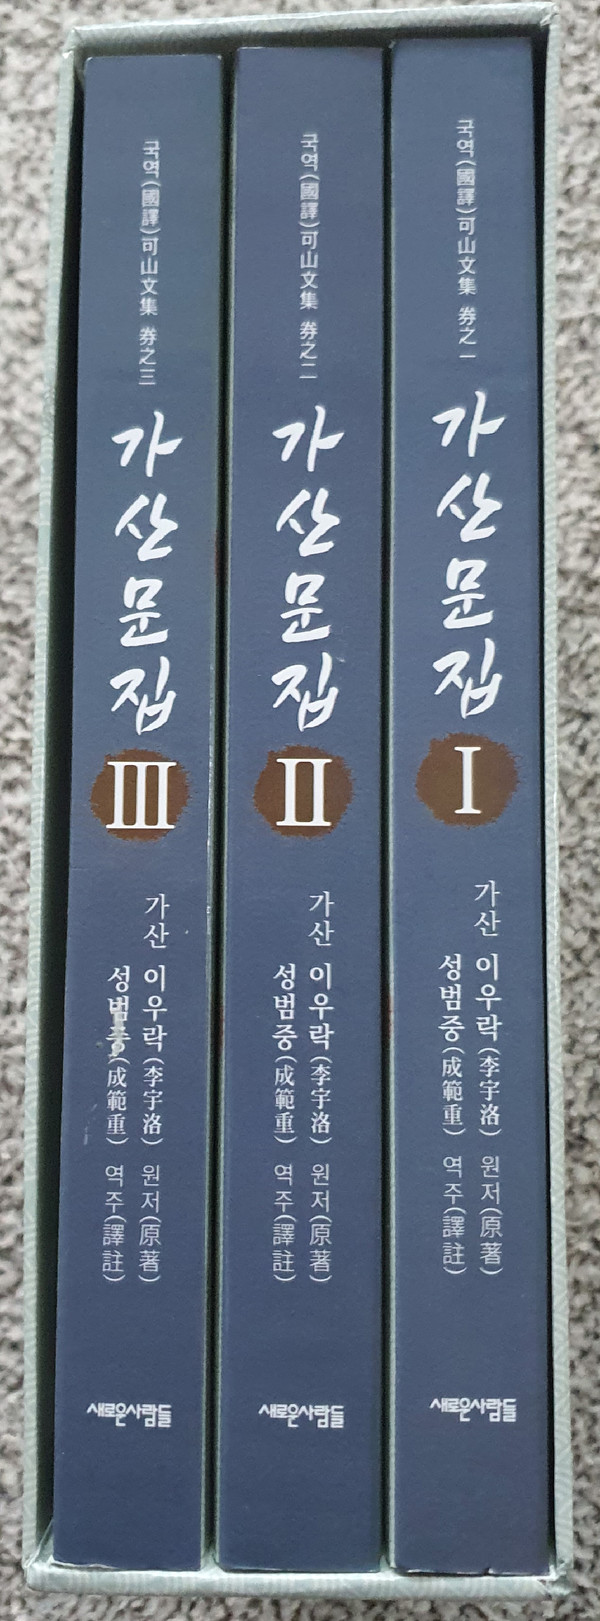 국역(國譯)可山文集 券之三
가산문집
III
가산 이우락(李宇洛) 원저(原著)
성범중(成範重) 역주(譯註)
새로운사람들
국역(國譯)可山文集 券之二
가산문집
II
가산 이우락(李宇洛) 원저(原著)
성범중(成範重) 역주(譯註)
새로운사람들
국역(國譯)可山文集 券之一
가산문집
I
가산 이우락(李宇洛) 원저(原著)
성범중(成範重) 역주(譯註)
새로운사람들